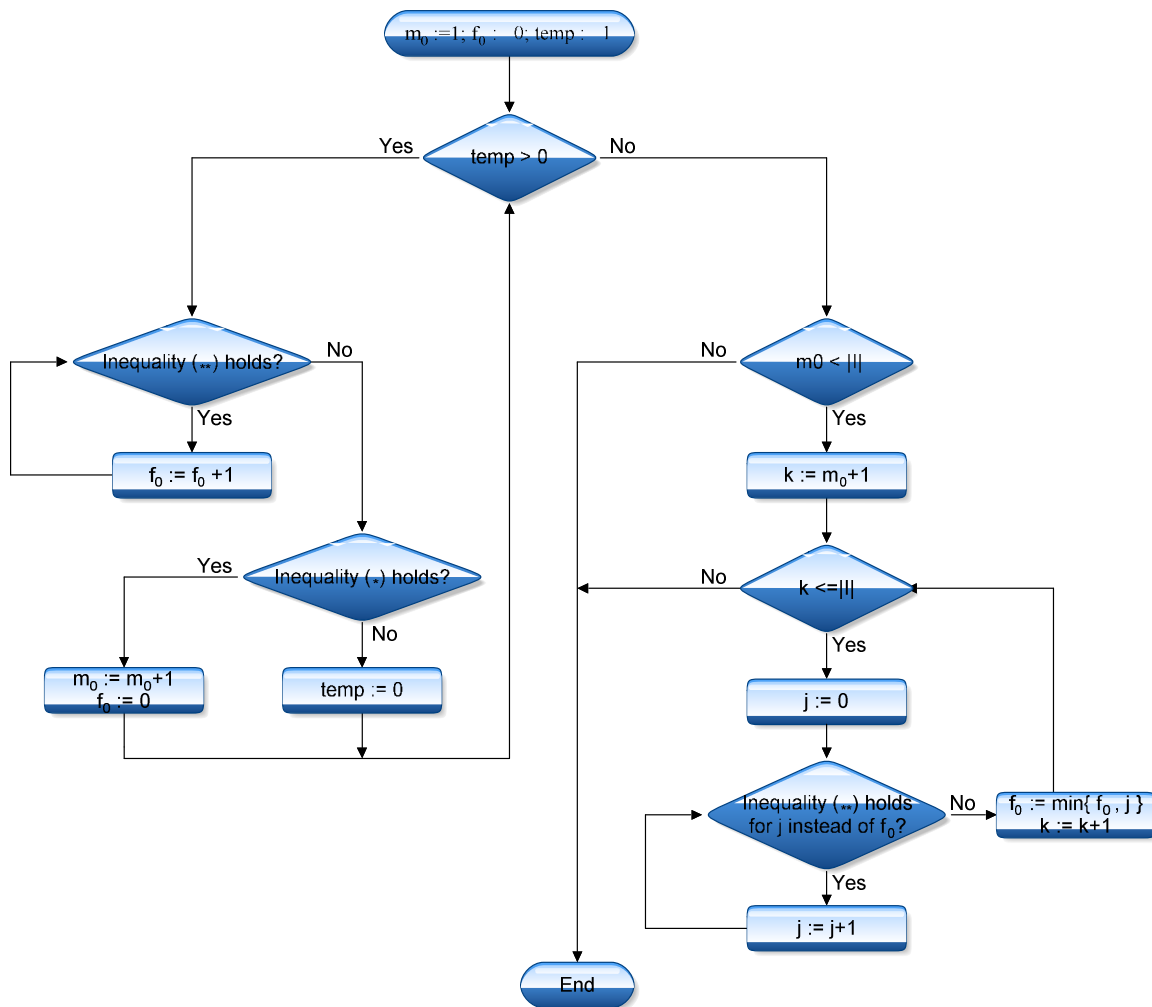 m₀ :=1; f₀ : 0; temp : 1
temp > 0
Yes
No
Inequality (**) holds?
No
Yes
f₀ := f₀ +1
Inequality (*) holds?
Yes
No
m₀ := m₀+1
f₀ := 0
temp := 0
m0 < |I|
No
Yes
k := m₀+1
k <=|I|
No
Yes
j := 0
Inequality (**) holds
for j instead of f₀?
No
f₀ := min{ f₀ , j }
k := k+1
Yes
j := j+1
End